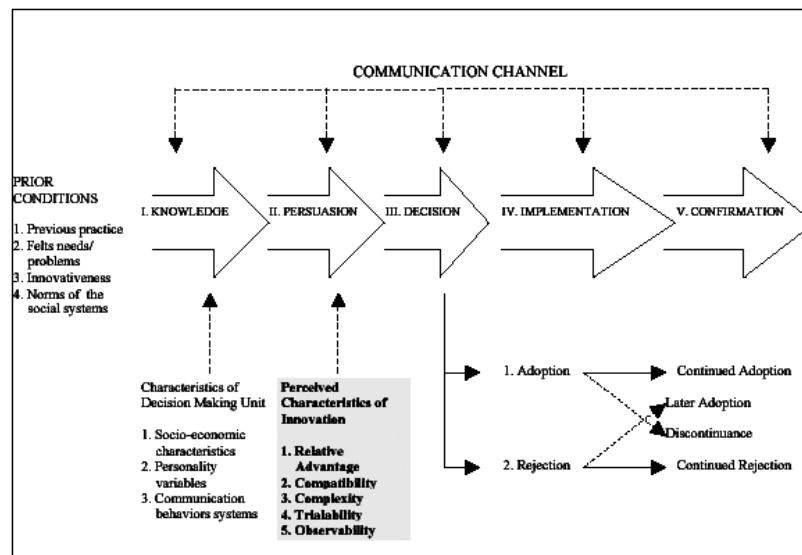 COMMUNICATION CHANNEL
PRIOR
CONDITIONS
1. Previous practice
2. Felts needs/
problems
3. Innovativeness
4. Norms of the
social systems
I. KNOWLEDGE
II. PERSUASION
III. DECISION
IV. IMPLEMENTATION
V. CONFIRMATION
Characteristics of
Decision Making Unit
1. Socio-economic
characteristics
2. Personality
variables
3. Communication
behaviors systems
Perceived
Characteristics of
Innovation
1. Relative
Advantage
2. Compatibility
3. Complexity
4. Trialability
5. Observability
1. Adoption
Continued Adoption
Later Adoption
Discontinuance
2. Rejection
Continued Rejection